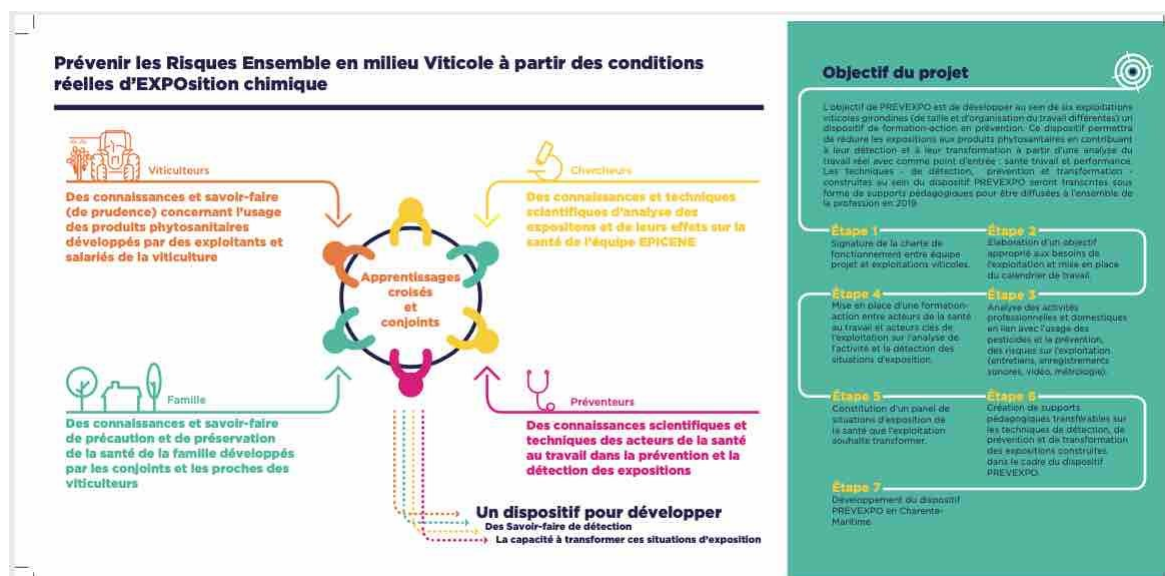 Prévenir les Risques Ensemble en milieu Viticole à partir des conditions
réelles d'EXPOsition chimique
Viticulteurs
Des connaissances et savoir-faire
(de prudence) concernant l'usage
des produits phytosanitaires
développés par des exploitants et
salariés de la viticulture
Chercheurs
Des connaissances et techniques
scientifiques d'analyse des
expositons et de leurs effets sur la
santé de l'équipe EPICENE
Apprentissages
croisés
et
conjoints
Famille
Des connaissances et savoir-faire
de précaution et de préservation
de la santé de la famille développés
par les conjoints et les proches des
viticulteurs
Préventeurs
Des connaissances scientifiques et
techniques des acteurs de la santé
au travail dans la prévention et la
détection des expositions
Un dispositif pour développer
Des Savoir-faire de détection
La capacité à transformer ces situations d'exposition
Objectif du projet
L'objectif de PREVEXPO est de développer au sein de six exploitations
viticoles girondines (de taille et d'organisation du travail différentes) un
dispositif de formation-action en prévention. Ce dispositif permettra
de réduire les expositions aux produits phytosanitaires en contribuant
à leur détection et à leur transformation à partir d'une analyse du
travail réel avec comme point d'entrée : santé travail et performance.
Les techniques - de détection, prévention et transformation -
construites au sein du dispositif PREVEXPO seront transcrites sous
forme de supports pédagogiques pour être diffusées à l'ensemble de
la profession en 2019.
Étape 1
Signature de la charte de
fonctionnement entre équipe
projet et exploitations viticoles.
Étape 2
Elaboration d'un objectif
approprié aux besoins de
l'exploitation et mise en place
du calendrier de travail.
Étape 4
Mise en place d'une formation-
action entre acteurs de la santé
au travail et acteurs clés de
l'exploitation sur l'analyse de
l'activité et la détection des
situations d'exposition.
Étape 3
Analyse des activités
professionnelles et domestiques
en lien avec l'usage des
pesticides et la prévention,
des risques sur l'exploitation
(entretiens, enregistrements
sonores, vidéo, métrologie).
Étape 5
Constitution d'un panel de
situations d'exposition de
la santé que l'exploitation
souhaite transformer.
Étape 6
Création de supports
pédagogiques transférables sur
les techniques de détection, de
prévention et de transformation
des expositions construites,
dans le cadre du dispositif
PREVEXPO.
Étape 7
Développement du dispositif
PREVEXPO en Charente-
Maritime.